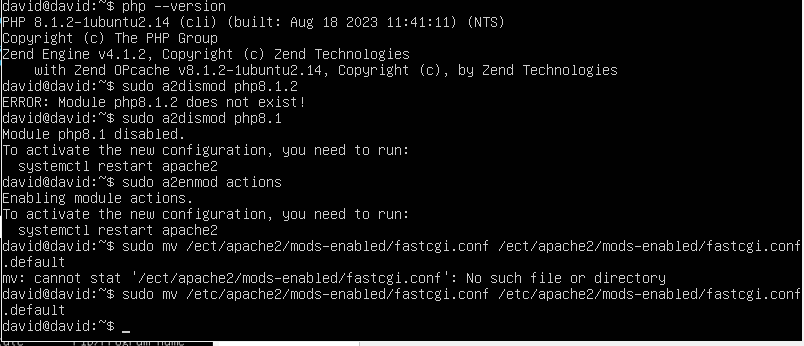 david@david:~$ php --version
PHP 8.1.2-1ubuntu2.14 (cli) (built: Aug 18 2023 11:41:11) (NTS)
Copyright (c) The PHP Group
Zend Engine v4.1.2, Copyright (c) Zend Technologies
    with Zend OPcache v8.1.2-1ubuntu2.14, Copyright (c), by Zend Technologies
david@david:~$ sudo a2dismod php8.1.2
ERROR: Module php8.1.2 does not exist!
david@david:~$ sudo a2dismod php8.1
Module php8.1 disabled.
To activate the new configuration, you need to run:
  systemctl restart apache2
david@david:~$ sudo a2enmod actions
Enabling module actions.
To activate the new configuration, you need to run:
  systemctl restart apache2
david@david:~$ sudo mv /ect/apache2/mods-enabled/fastcgi.conf /ect/apache2/mods-enabled/fastcgi.conf
.default
mv: cannot stat '/ect/apache2/mods-enabled/fastcgi.conf': No such file or directory
david@david:~$ sudo mv /etc/apache2/mods-enabled/fastcgi.conf /etc/apache2/mods-enabled/fastcgi.conf
.default
david@david:~$ _